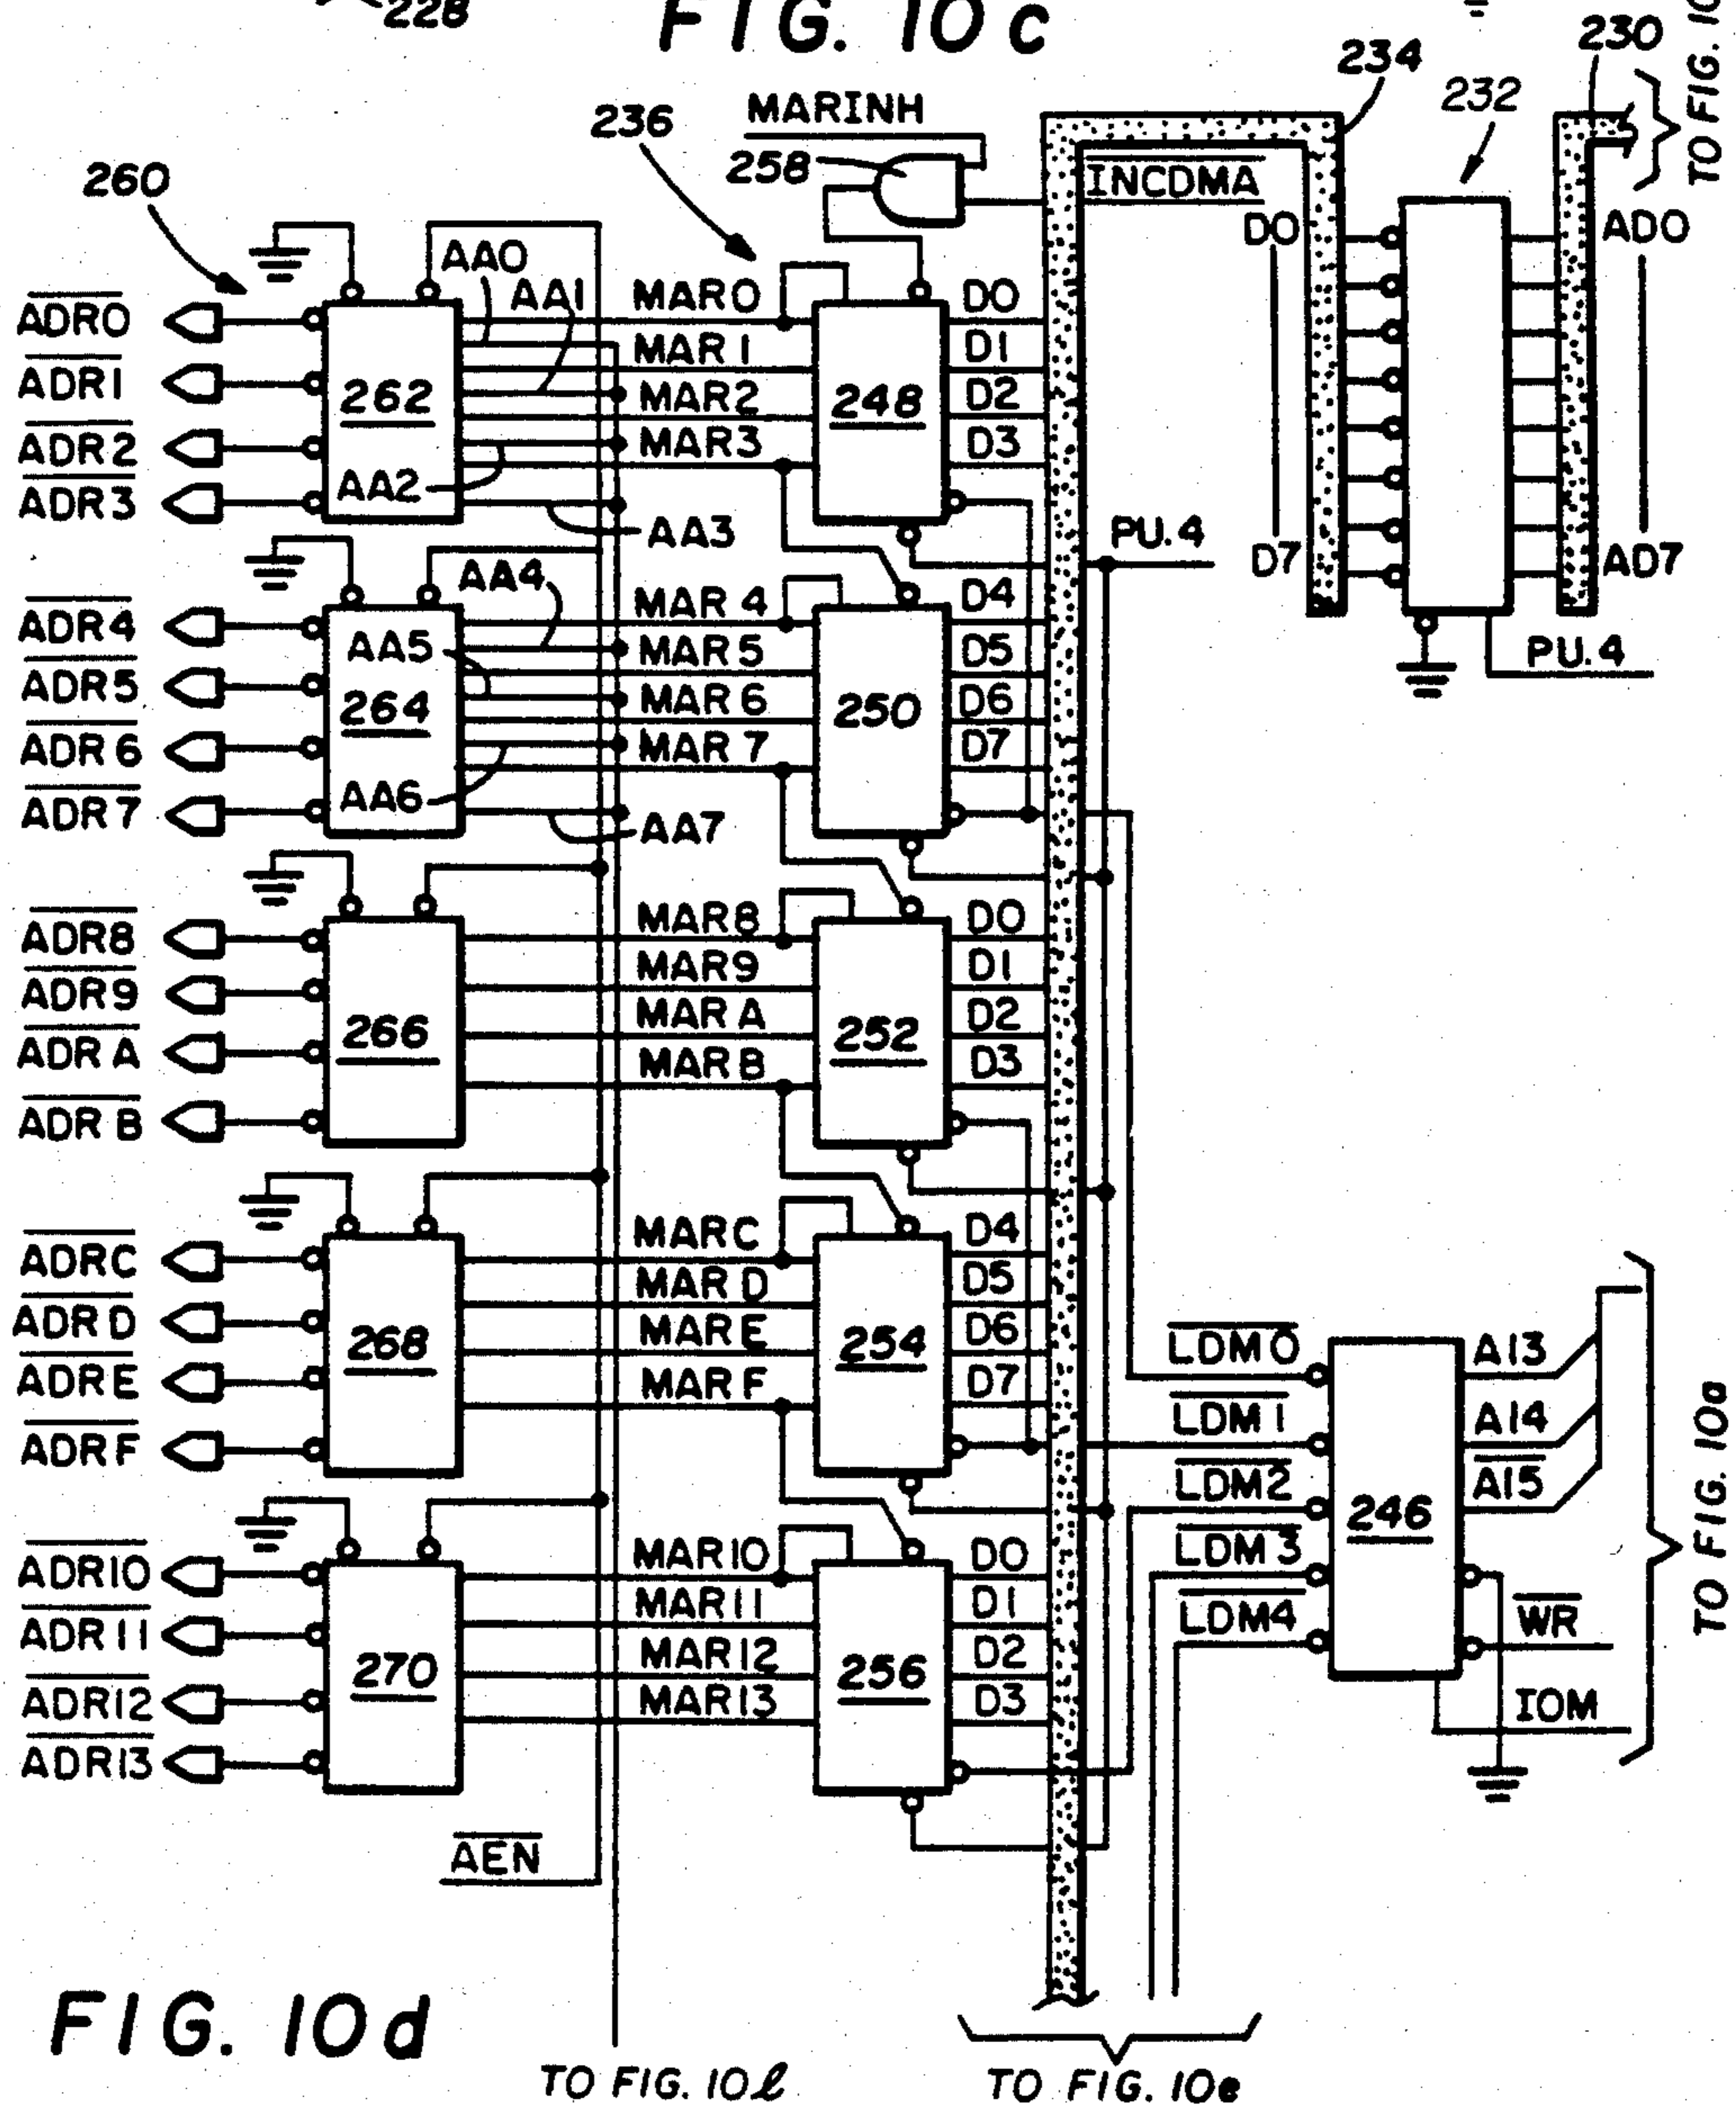 228
FIG. 10c
230
TO FIG. 10
234
232
236
MARINH
258
260
INCDMA
D0
AD0
AA0
AA1
ADR0
MAR0
D0
ADR1
MAR1
D1
262
MAR2
248
D2
ADR2
MAR3
D3
AA2
ADR3
AA3
PU.4
D7
AD7
AA4
ADR4
MAR 4
D4
AA5
MAR 5
D5
PU.4
ADR5
264
MAR 6
250
D6
ADR 6
MAR 7
D7
AA6
ADR 7
AA7
ADR8
MAR8
D0
ADR9
MAR9
D1
266
MAR A
252
D2
ADR A
MAR B
D3
ADR B
ADRC
MARC
D4
ADR D
MAR D
D5
268
MARE
254
D6
ADRE
MAR F
D7
ADR F
LDM0
A13
LDM1
A14
LDM2
A15
246
LDM3
LDM4
WR
IOM
TO FIG. 10a
ADR10
MAR10
D0
ADR11
MAR11
D1
270
MAR12
256
D2
ADR12
MAR13
D3
ADR13
AEN
FIG. 10d
TO FIG. 10l
TO FIG. 10e